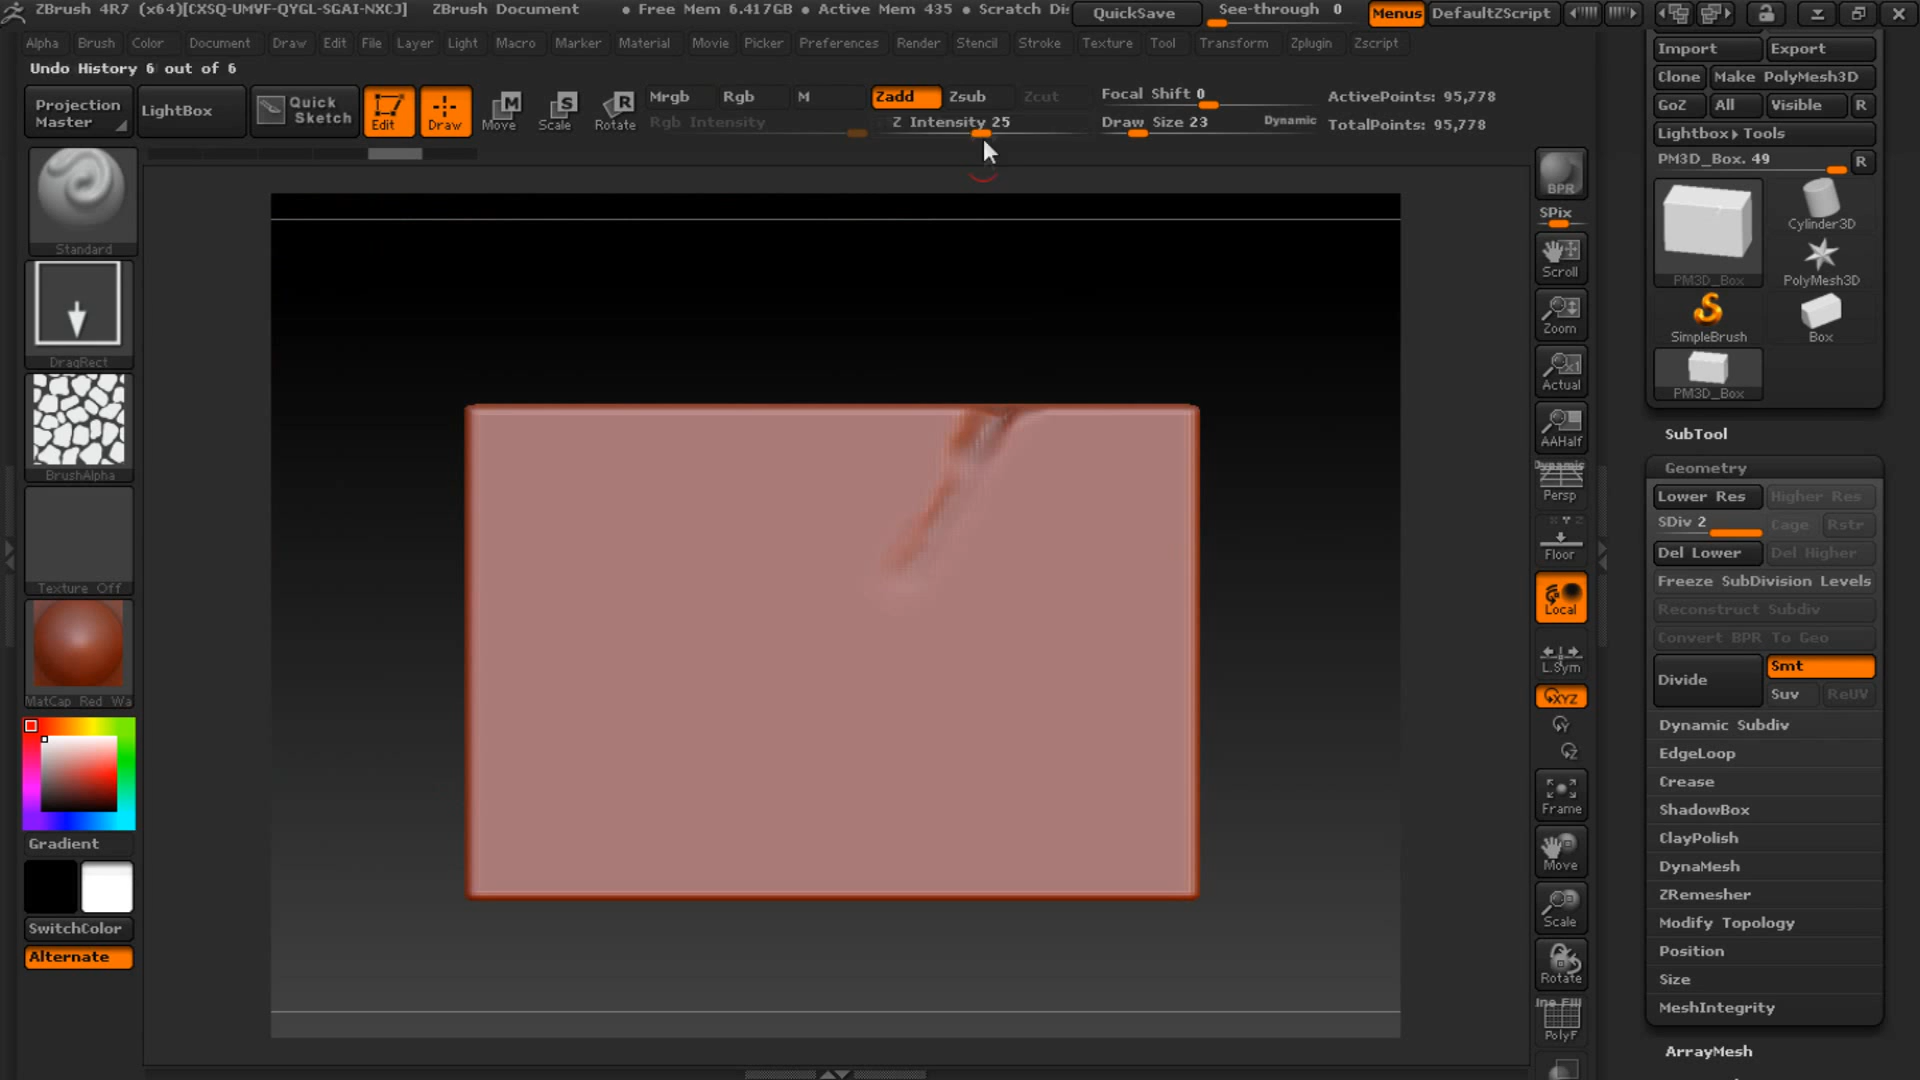 ZBrush 4R7 (x64)[CXSQ-UMVF-QYGL-SGAI-NXCJ] ZBrush Document • Free Mem 6.417GB • Active Mem 435 • Scratch Di QuickSave See-through 0 Menus DefaultZScript
Alpha Brush Color Document Draw Edit File Layer Light Macro Marker Material Movie Picker Preferences Render Stencil Stroke Texture Tool Transform Zplugin Zscript
Undo History 6 out of 6
Projection Master
LightBox
Quick Sketch
Edit
Draw
Move
Scale
Rotate
Mrgb Rgb M
Rgb Intensity
Zadd Zsub Zcut
Z Intensity 25
Focal Shift 0
Draw Size 23 Dynamic
ActivePoints: 95,778
TotalPoints: 95,778
Standard
DragRect
BrushAlpha
Texture Off
MatCap Red Wa
Gradient
SwitchColor
Alternate
BPR
SPix
Scroll
Zoom
Actual
AAHalf
Dynamic
Persp
X Y Z
Floor
Local
L.Sym
XYZ
Y
Z
Frame
Move
Scale
Rotate
Line Fill
PolyF
Import Export
Clone Make PolyMesh3D
GoZ All Visible R
Lightbox▸Tools
PM3D_Box. 49 R
PM3D_Box
Cylinder3D
PolyMesh3D
SimpleBrush
Box
PM3D_Box
SubTool
Geometry
Lower Res Higher Res
SDiv 2 Cage Rstr
Del Lower Del Higher
Freeze SubDivision Levels
Reconstruct Subdiv
Convert BPR To Geo
Divide
Smt
Suv ReUV
Dynamic Subdiv
EdgeLoop
Crease
ShadowBox
ClayPolish
DynaMesh
ZRemesher
Modify Topology
Position
Size
MeshIntegrity
ArrayMesh